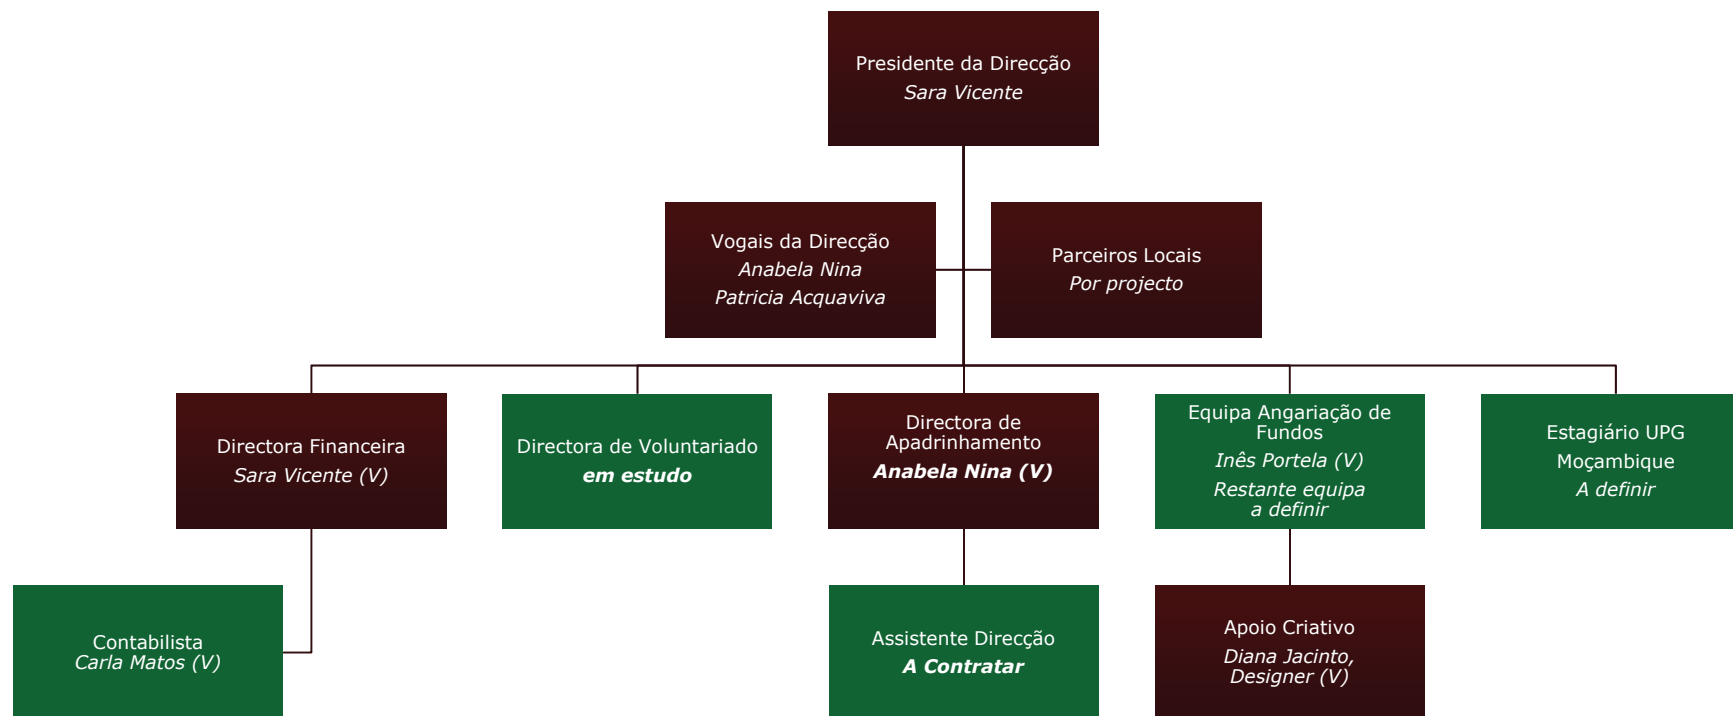 Presidente da Direcção
Sara Vicente
Vogais da Direcção
Anabela Nina
Patricia Acquaviva
Parceiros Locais
Por projecto
Directora Financeira
Sara Vicente (V)
Directora de Voluntariado
em estudo
Directora de
Apadrinhamento
Anabela Nina (V)
Equipa Angariação de
Fundos
Inês Portela (V)
Restante equipa
a definir
Estagiário UPG
Moçambique
A definir
Contabilista
Carla Matos (V)
Assistente Direcção
A Contratar
Apoio Criativo
Diana Jacinto,
Designer (V)